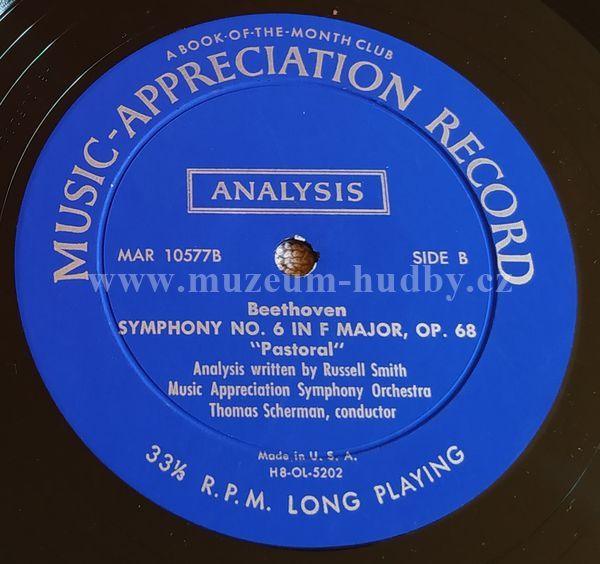 A BOOK-OF-THE-MONTH CLUB
MUSIC-APPRECIATION RECORD
ANALYSIS
MAR 10577B
SIDE B
www.muzeum-hudby.cz
Beethoven
SYMPHONY NO. 6 IN F MAJOR, OP. 68
"Pastoral"
Analysis written by Russell Smith
Music Appreciation Symphony Orchestra
Thomas Scherman, conductor
Made in U. S. A.
H8-OL-5202
33⅓ R.P.M. LONG PLAYING